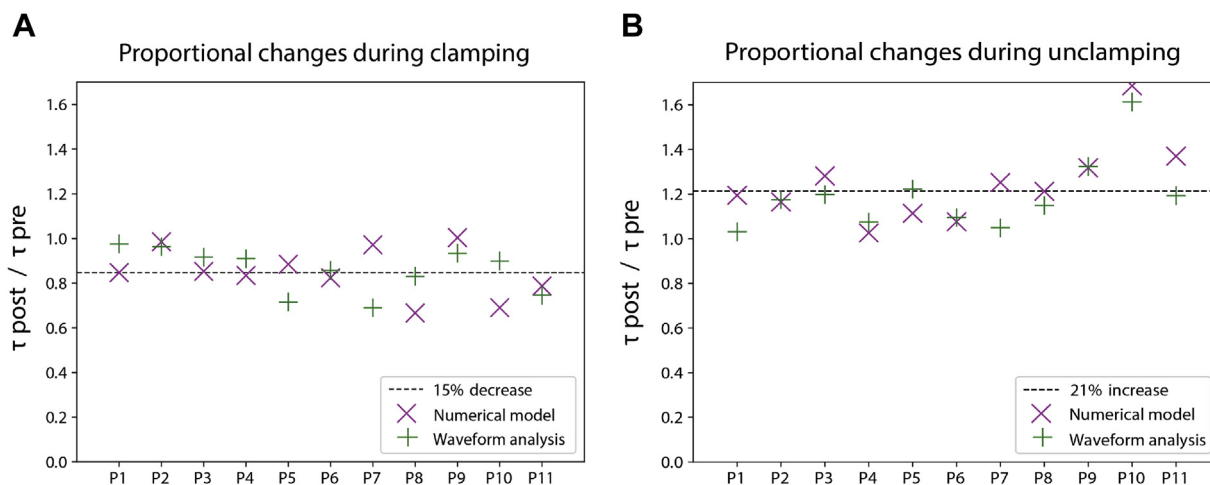 A
Proportional changes during clamping
τ post / τ pre
1.6
1.4
1.2
1.0
0.8
0.6
0.4
0.2
0.0
15% decrease
Numerical model
Waveform analysis
P1 P2 P3 P4 P5 P6 P7 P8 P9 P10 P11
B
Proportional changes during unclamping
τ post / τ pre
1.6
1.4
1.2
1.0
0.8
0.6
0.4
0.2
0.0
21% increase
Numerical model
Waveform analysis
P1 P2 P3 P4 P5 P6 P7 P8 P9 P10 P11